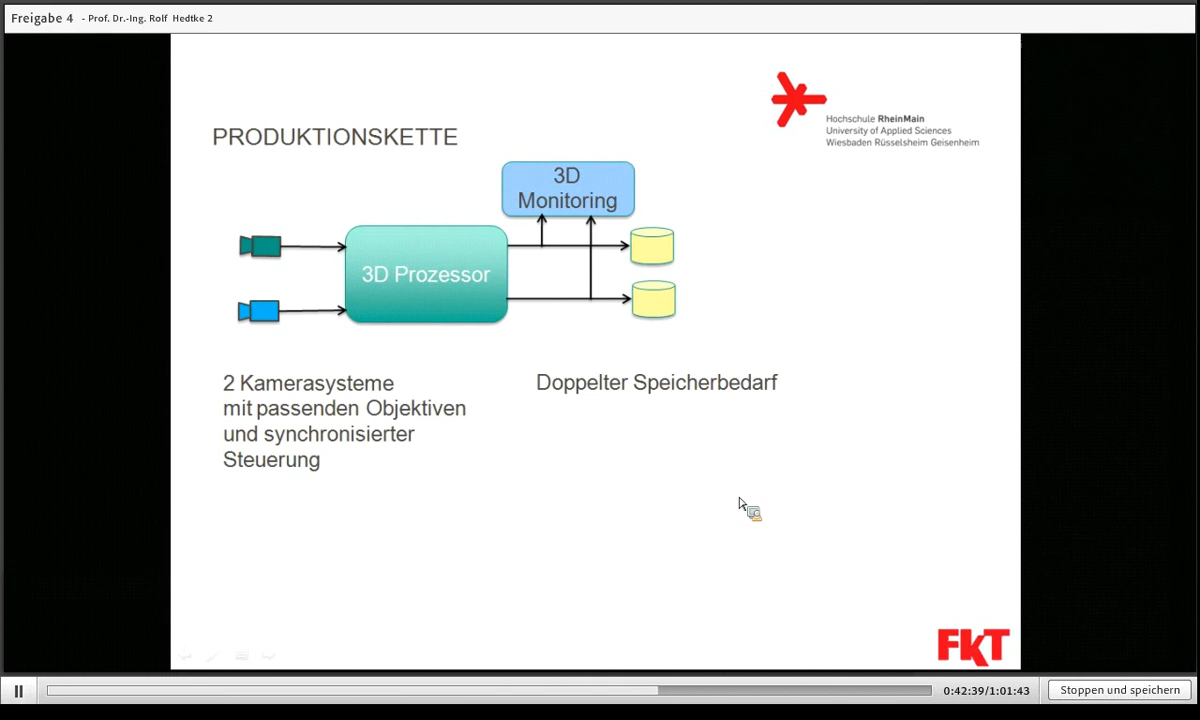 Freigabe 4 - Prof. Dr.-Ing. Rolf Hedtke 2
Hochschule RheinMain
University of Applied Sciences
Wiesbaden Rüsselsheim Geisenheim
PRODUKTIONSKETTE
3D
Monitoring
3D Prozessor
2 Kamerasysteme
mit passenden Objektiven
und synchronisierter
Steuerung
Doppelter Speicherbedarf
FKT
0:42:39/1:01:43
Stoppen und speichern